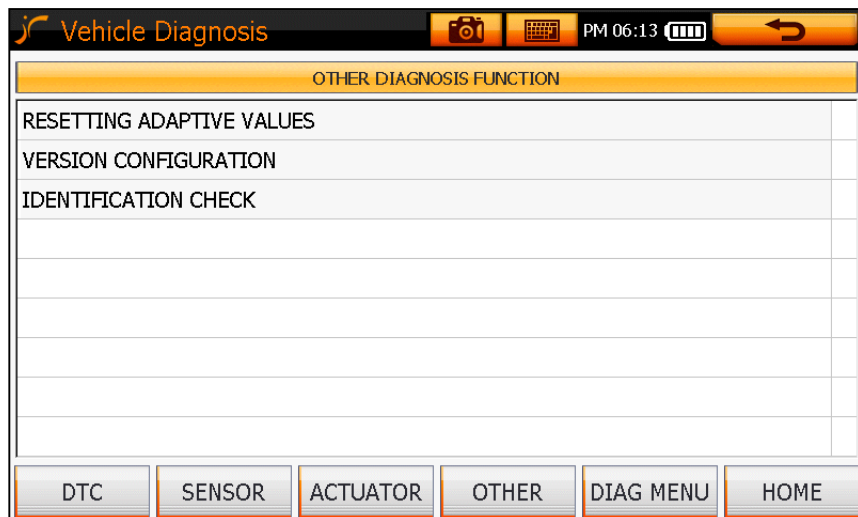 Vehicle Diagnosis PM 06:13
OTHER DIAGNOSIS FUNCTION
RESETTING ADAPTIVE VALUES
VERSION CONFIGURATION
IDENTIFICATION CHECK
DTC SENSOR ACTUATOR OTHER DIAG MENU HOME